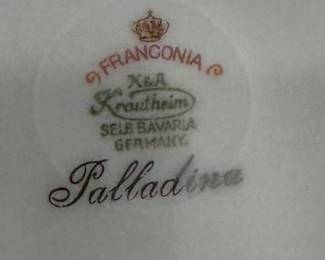 FRANCONIA
K&A
Krautheim
SELB BAVARIA
GERMANY.
Palladina